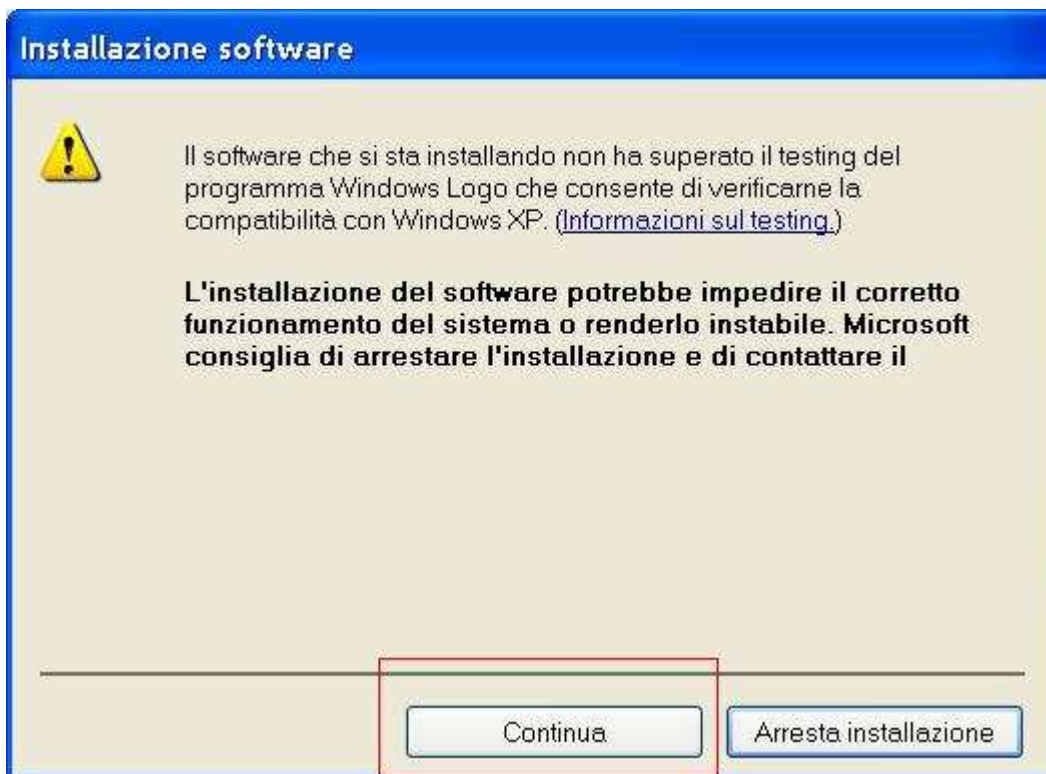 Installazione software
Il software che si sta installando non ha superato il testing del
programma Windows Logo che consente di verificarne la
compatibilità con Windows XP. (Informazioni sul testing.)
L'installazione del software potrebbe impedire il corretto
funzionamento del sistema o renderlo instabile. Microsoft
consiglia di arrestare l'installazione e di contattare il
Continua
Arresta installazione